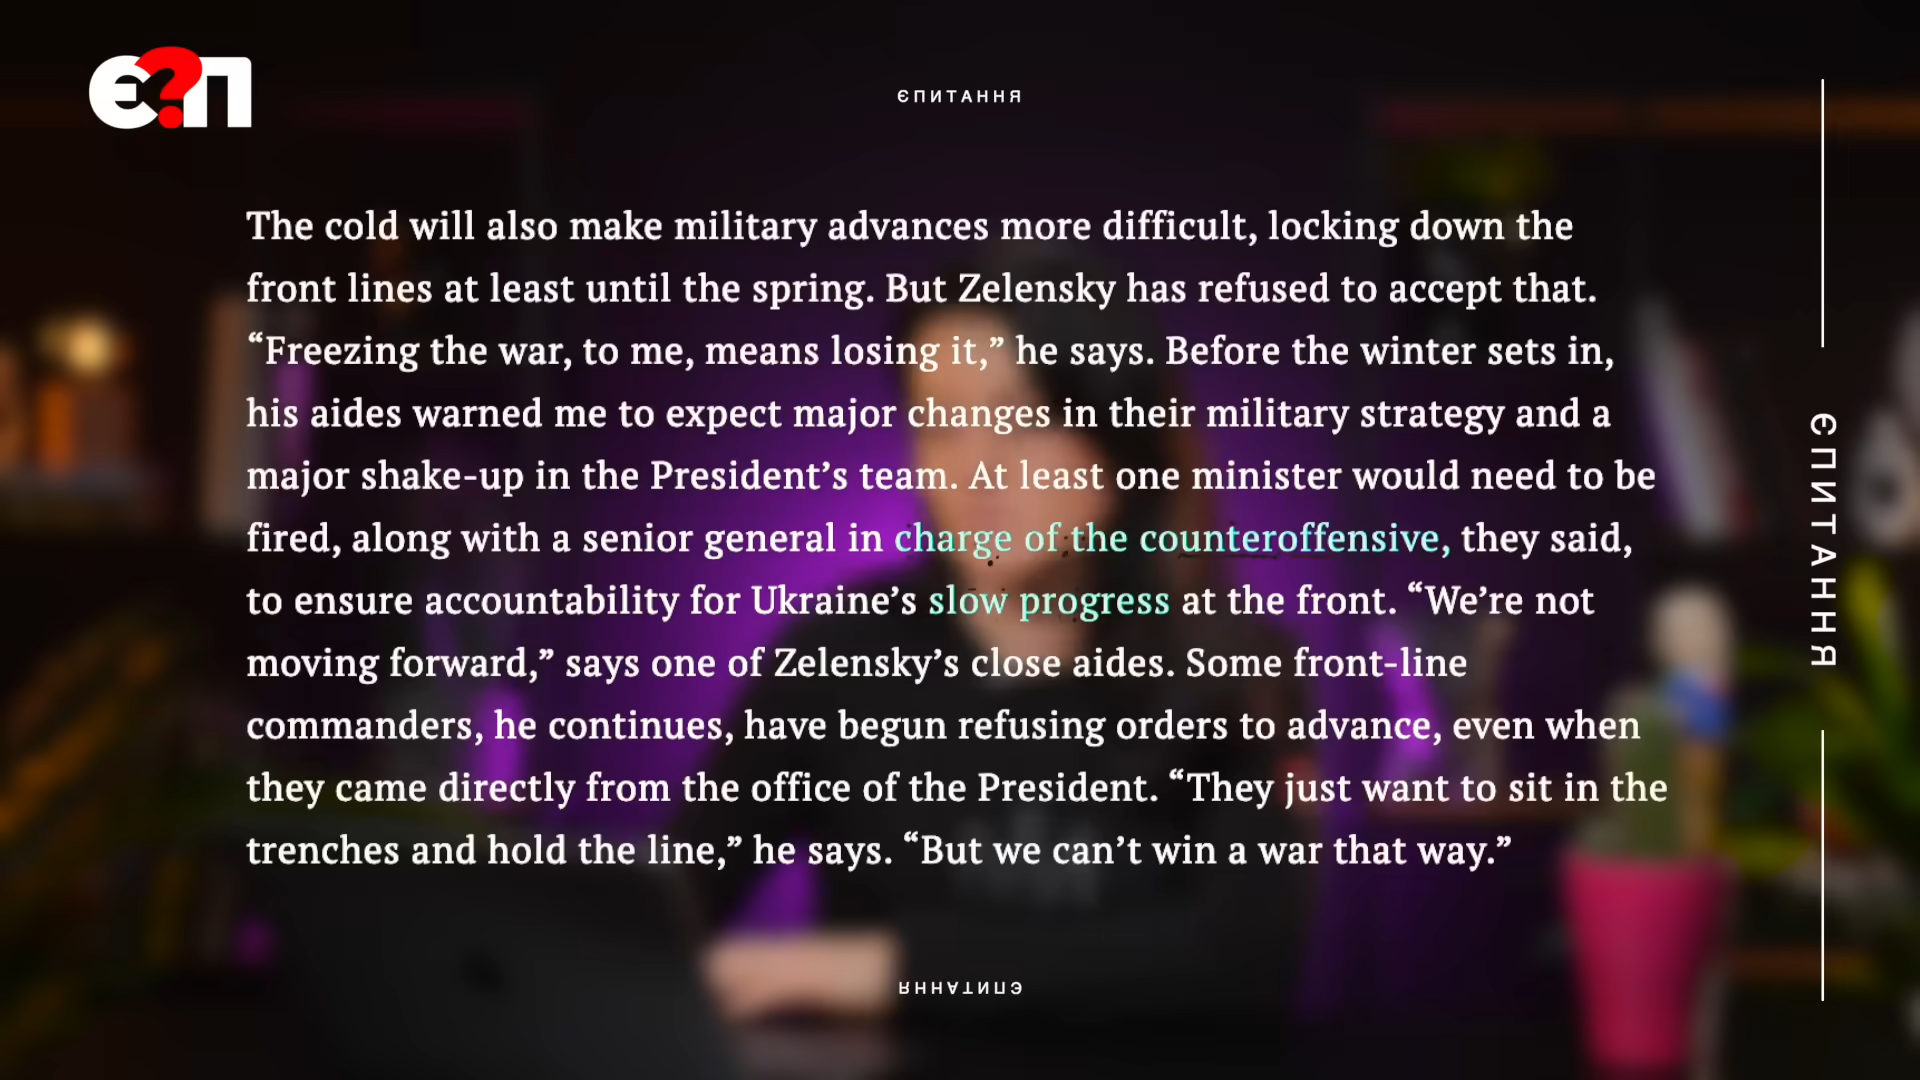 Є?П
ЄПИТАННЯ
The cold will also make military advances more difficult, locking down the
front lines at least until the spring. But Zelensky has refused to accept that.
“Freezing the war, to me, means losing it,” he says. Before the winter sets in,
his aides warned me to expect major changes in their military strategy and a
major shake-up in the President’s team. At least one minister would need to be
fired, along with a senior general in charge of the counteroffensive, they said,
to ensure accountability for Ukraine’s slow progress at the front. “We’re not
moving forward,” says one of Zelensky’s close aides. Some front-line
commanders, he continues, have begun refusing orders to advance, even when
they came directly from the office of the President. “They just want to sit in the
trenches and hold the line,” he says. “But we can’t win a war that way.”
ЄПИТАННЯ
ЄПИТАННЯ